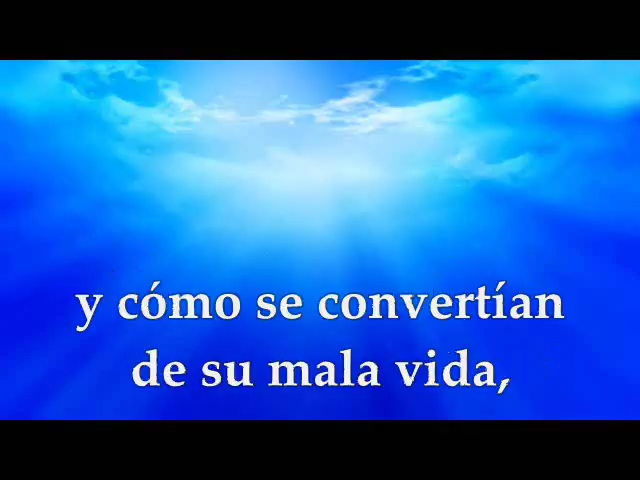 y cómo se convertían
de su mala vida,